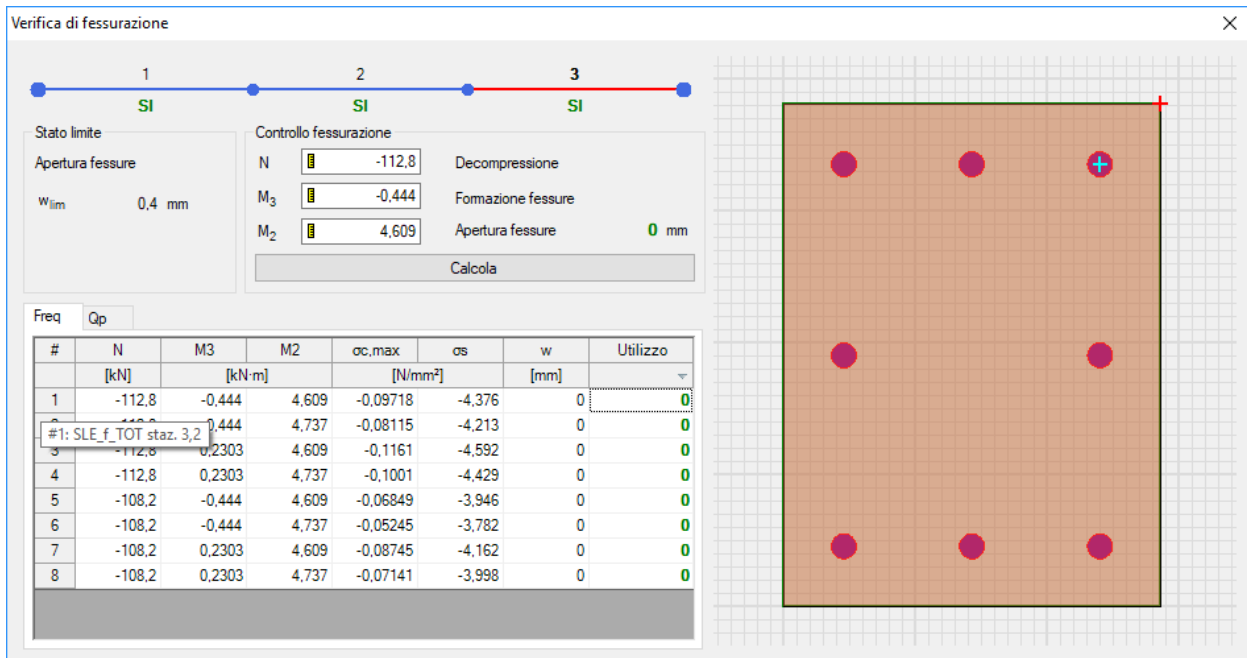 Verifica di fessurazione
1 2 3
SI SI SI
Stato limite
Apertura fessure
wlim 0,4 mm
Controllo fessurazione
N -112,8 Decompressione
M3 -0,444 Formazione fessure
M2 4,609 Apertura fessure 0 mm
Calcola
Freq Qp
# N M3 M2 σc,max σs w Utilizzo
[kN] [kN·m] [N/mm²] [mm]
1 -112,8 -0,444 4,609 -0,09718 -4,376 0 0
0,444 4,737 -0,08115 -4,213 0 0
#1: SLE_f_TOT staz. 3,2
3 -112,8 0,2303 4,609 -0,1161 -4,592 0 0
4 -112,8 0,2303 4,737 -0,1001 -4,429 0 0
5 -108,2 -0,444 4,609 -0,06849 -3,946 0 0
6 -108,2 -0,444 4,737 -0,05245 -3,782 0 0
7 -108,2 0,2303 4,609 -0,08745 -4,162 0 0
8 -108,2 0,2303 4,737 -0,07141 -3,998 0 0